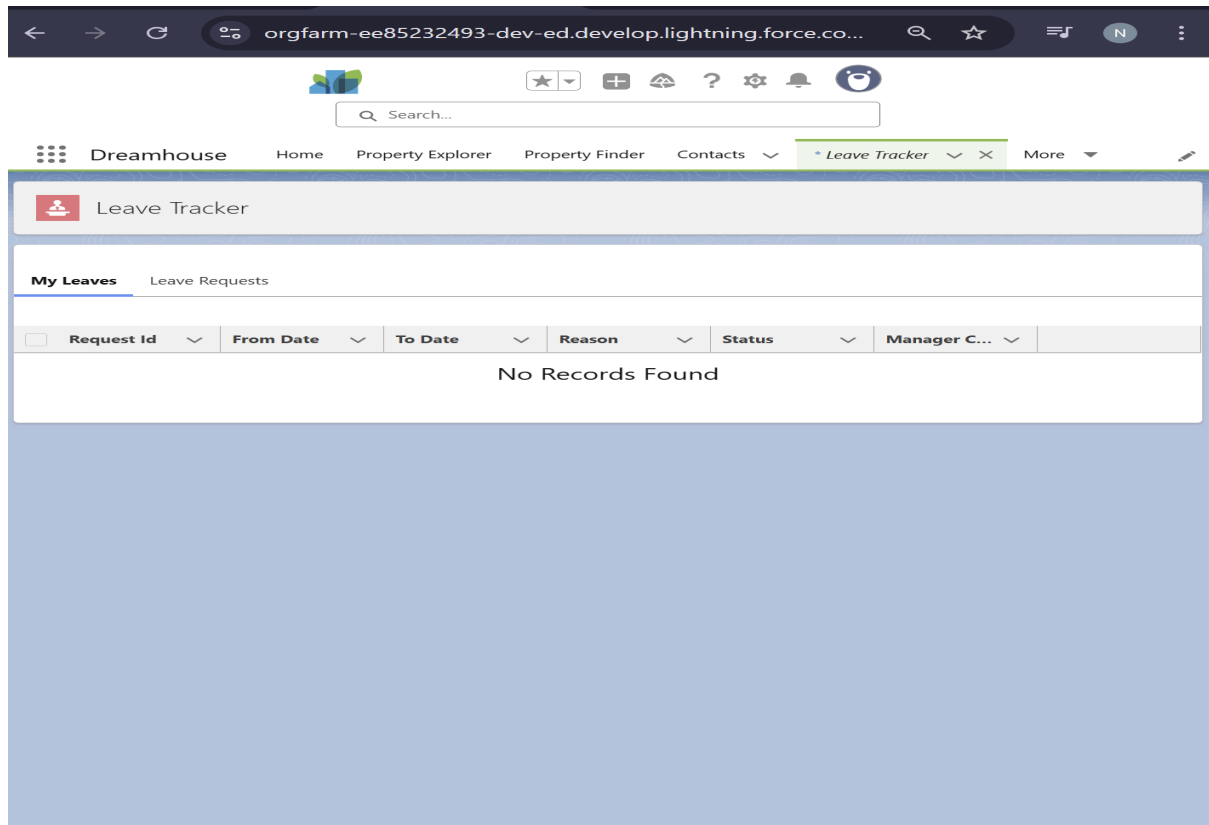 orgfarm-ee85232493-dev-ed.develop.lightning.force.co...
N
Search...
Dreamhouse Home Property Explorer Property Finder Contacts * Leave Tracker More
Leave Tracker
My Leaves Leave Requests
Request Id From Date To Date Reason Status Manager C...
No Records Found